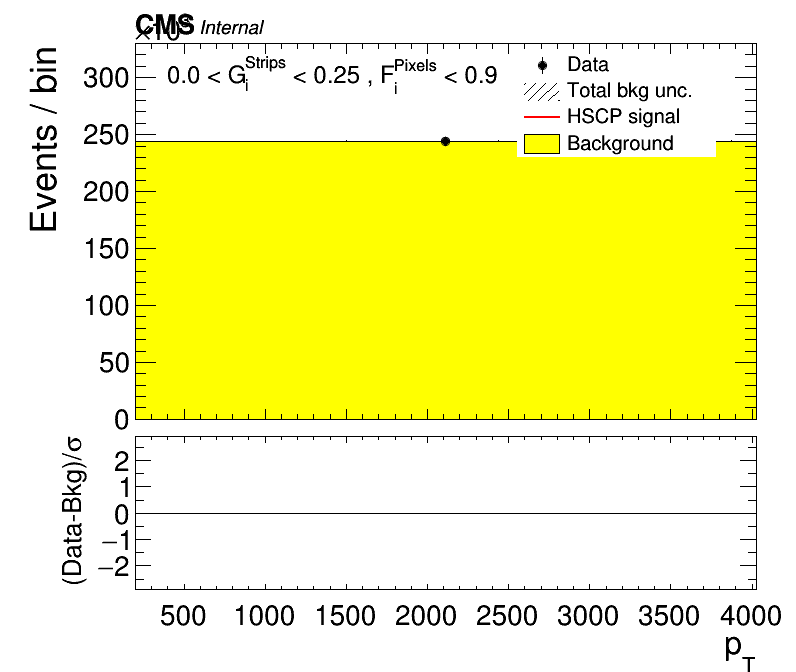 CMS Internal
×10³
Events / bin
300
250
200
150
100
50
0
0.0 < G_i^Strips < 0.25 , F_i^Pixels < 0.9
Data
Total bkg unc.
HSCP signal
Background
(Data-Bkg)/σ
2
1
0
−1
−2
500 1000 1500 2000 2500 3000 3500 4000
p_T